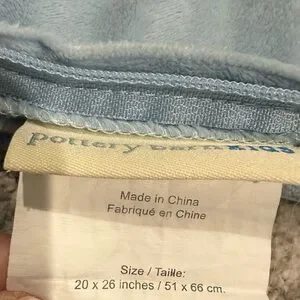 pottery barn kids
Made in China
Fabriqué en Chine
Size / Taille:
20 x 26 inches / 51 x 66 cm.